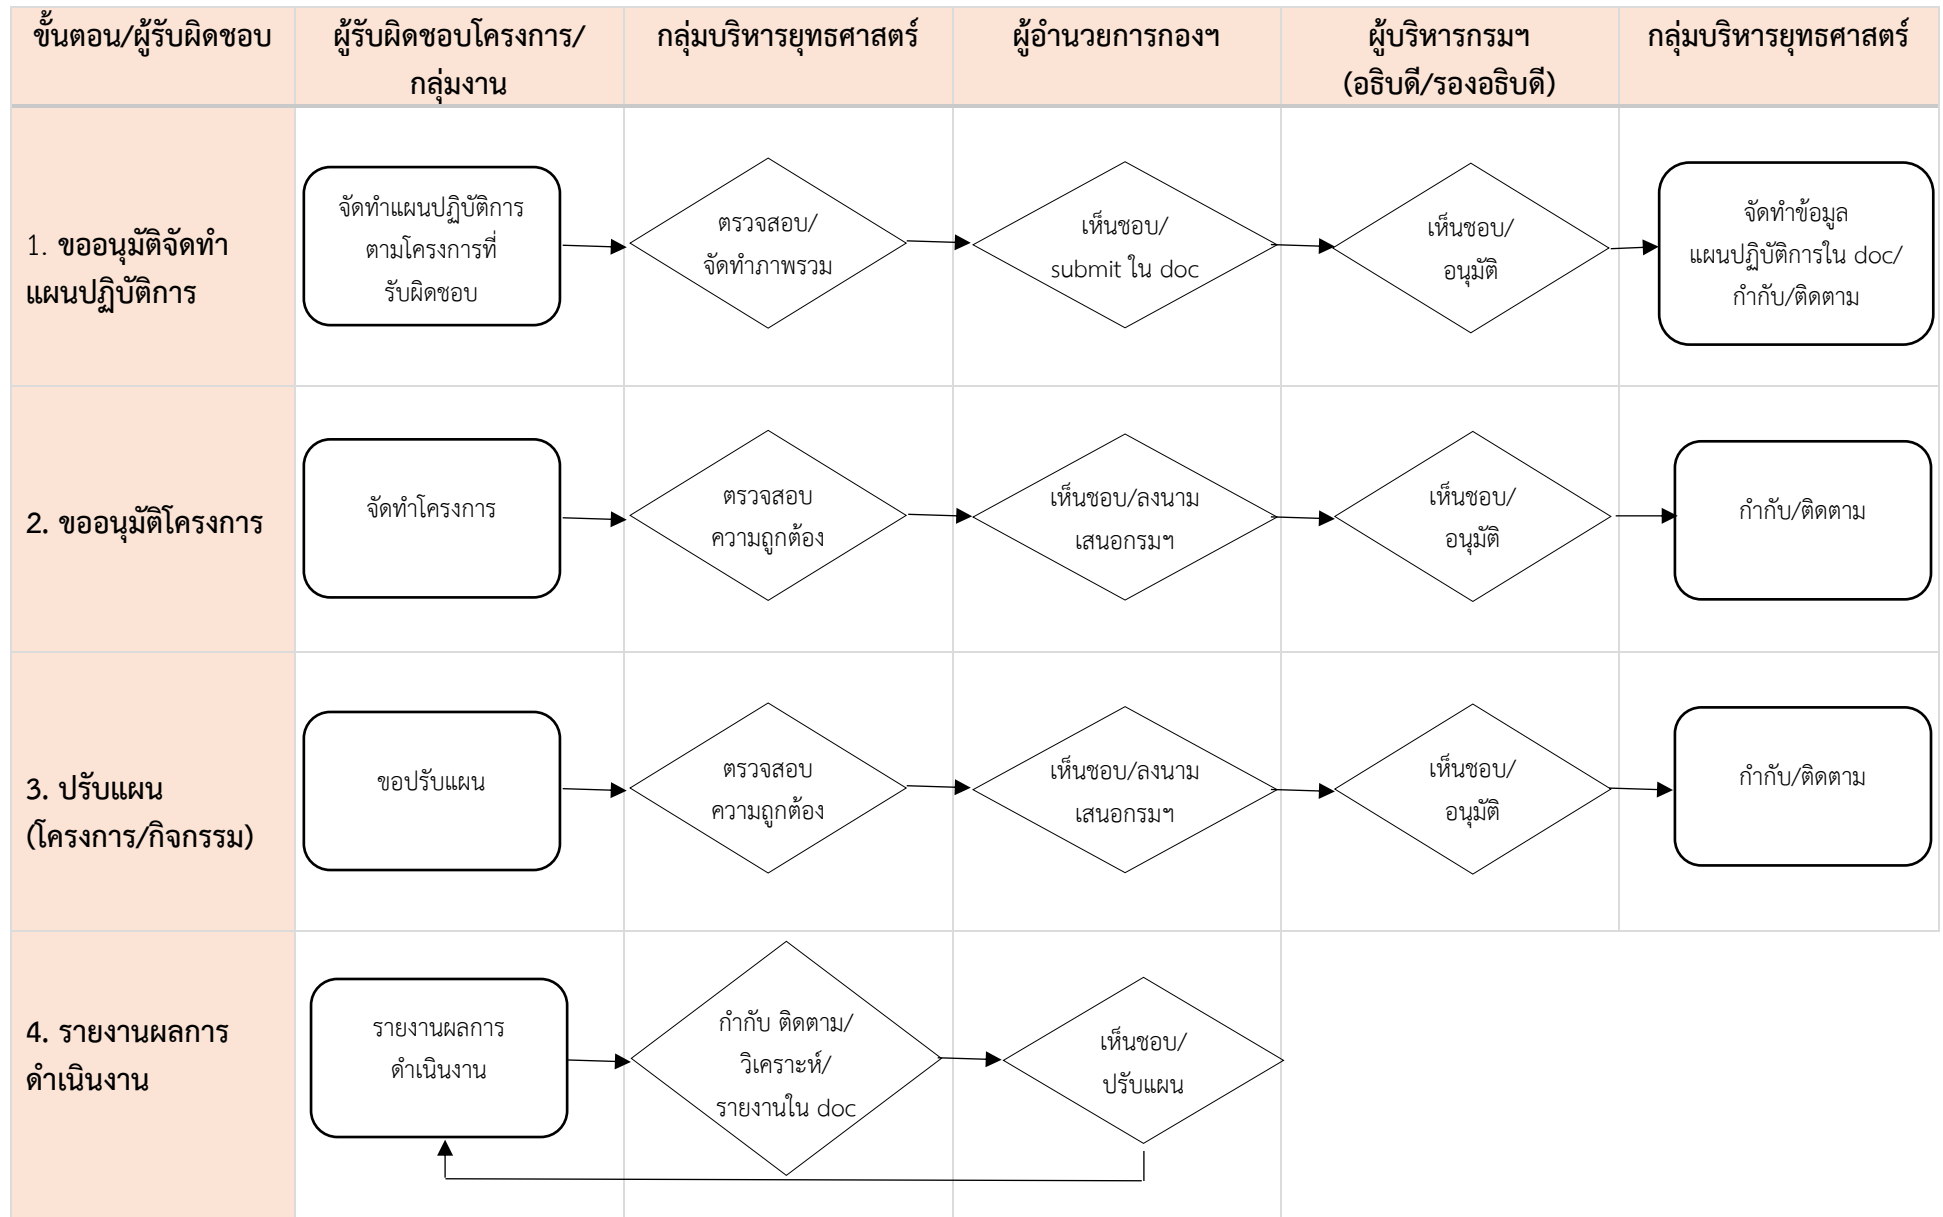 ขั้นตอน/ผู้รับผิดชอบ
ผู้รับผิดชอบโครงการ/
กลุ่มงาน
กลุ่มบริหารยุทธศาสตร์
ผู้อำนวยการกองฯ
ผู้บริหารกรมฯ
(อธิบดี/รองอธิบดี)
กลุ่มบริหารยุทธศาสตร์
1. ขออนุมัติจัดทำ
แผนปฏิบัติการ
จัดทำแผนปฏิบัติการ
ตามโครงการที่
รับผิดชอบ
ตรวจสอบ/
จัดทำภาพรวม
เห็นชอบ/
submit ใน doc
เห็นชอบ/
อนุมัติ
จัดทำข้อมูล
แผนปฏิบัติการใน doc/
กำกับ/ติดตาม
2. ขออนุมัติโครงการ
จัดทำโครงการ
ตรวจสอบ
ความถูกต้อง
เห็นชอบ/ลงนาม
เสนอกรมฯ
เห็นชอบ/
อนุมัติ
กำกับ/ติดตาม
3. ปรับแผน
(โครงการ/กิจกรรม)
ขอปรับแผน
ตรวจสอบ
ความถูกต้อง
เห็นชอบ/ลงนาม
เสนอกรมฯ
เห็นชอบ/
อนุมัติ
กำกับ/ติดตาม
4. รายงานผลการ
ดำเนินงาน
รายงานผลการ
ดำเนินงาน
กำกับ ติดตาม/
วิเคราะห์/
รายงานใน doc
เห็นชอบ/
ปรับแผน